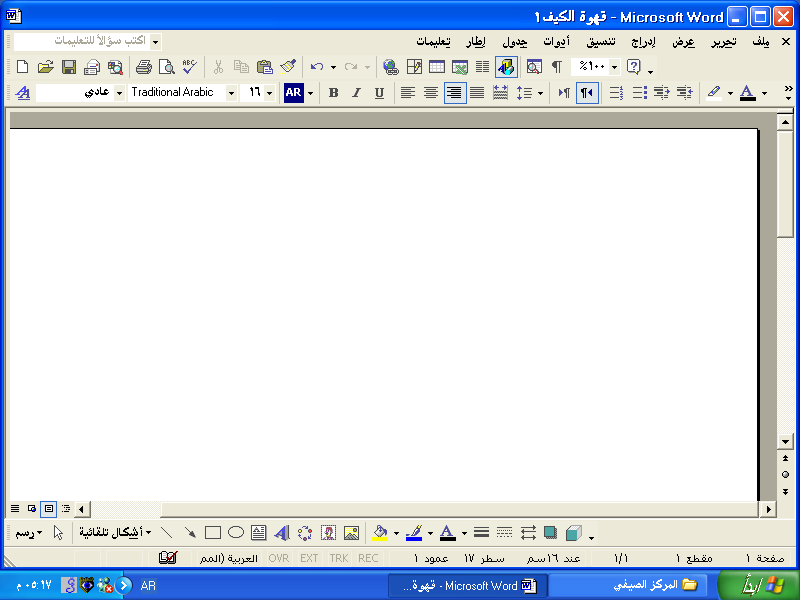 قهوة الكيف١ - Microsoft Word
ملف تحرير عرض إدراج تنسيق أدوات جدول إطار تعليمات اكتب سؤالاً للتعليمات
%١٠٠
عادي Traditional Arabic ١٦ AR B I U
رسم أشكال تلقائية
صفحة ١ مقطع ١ ١/١ عند ١٦سم سطر ١٧ عمود ١ REC TRK EXT OVR العربية (المم
ابدأ المركز الصيفي قهوة... - Microsoft Word AR ٠٥:١٧ م